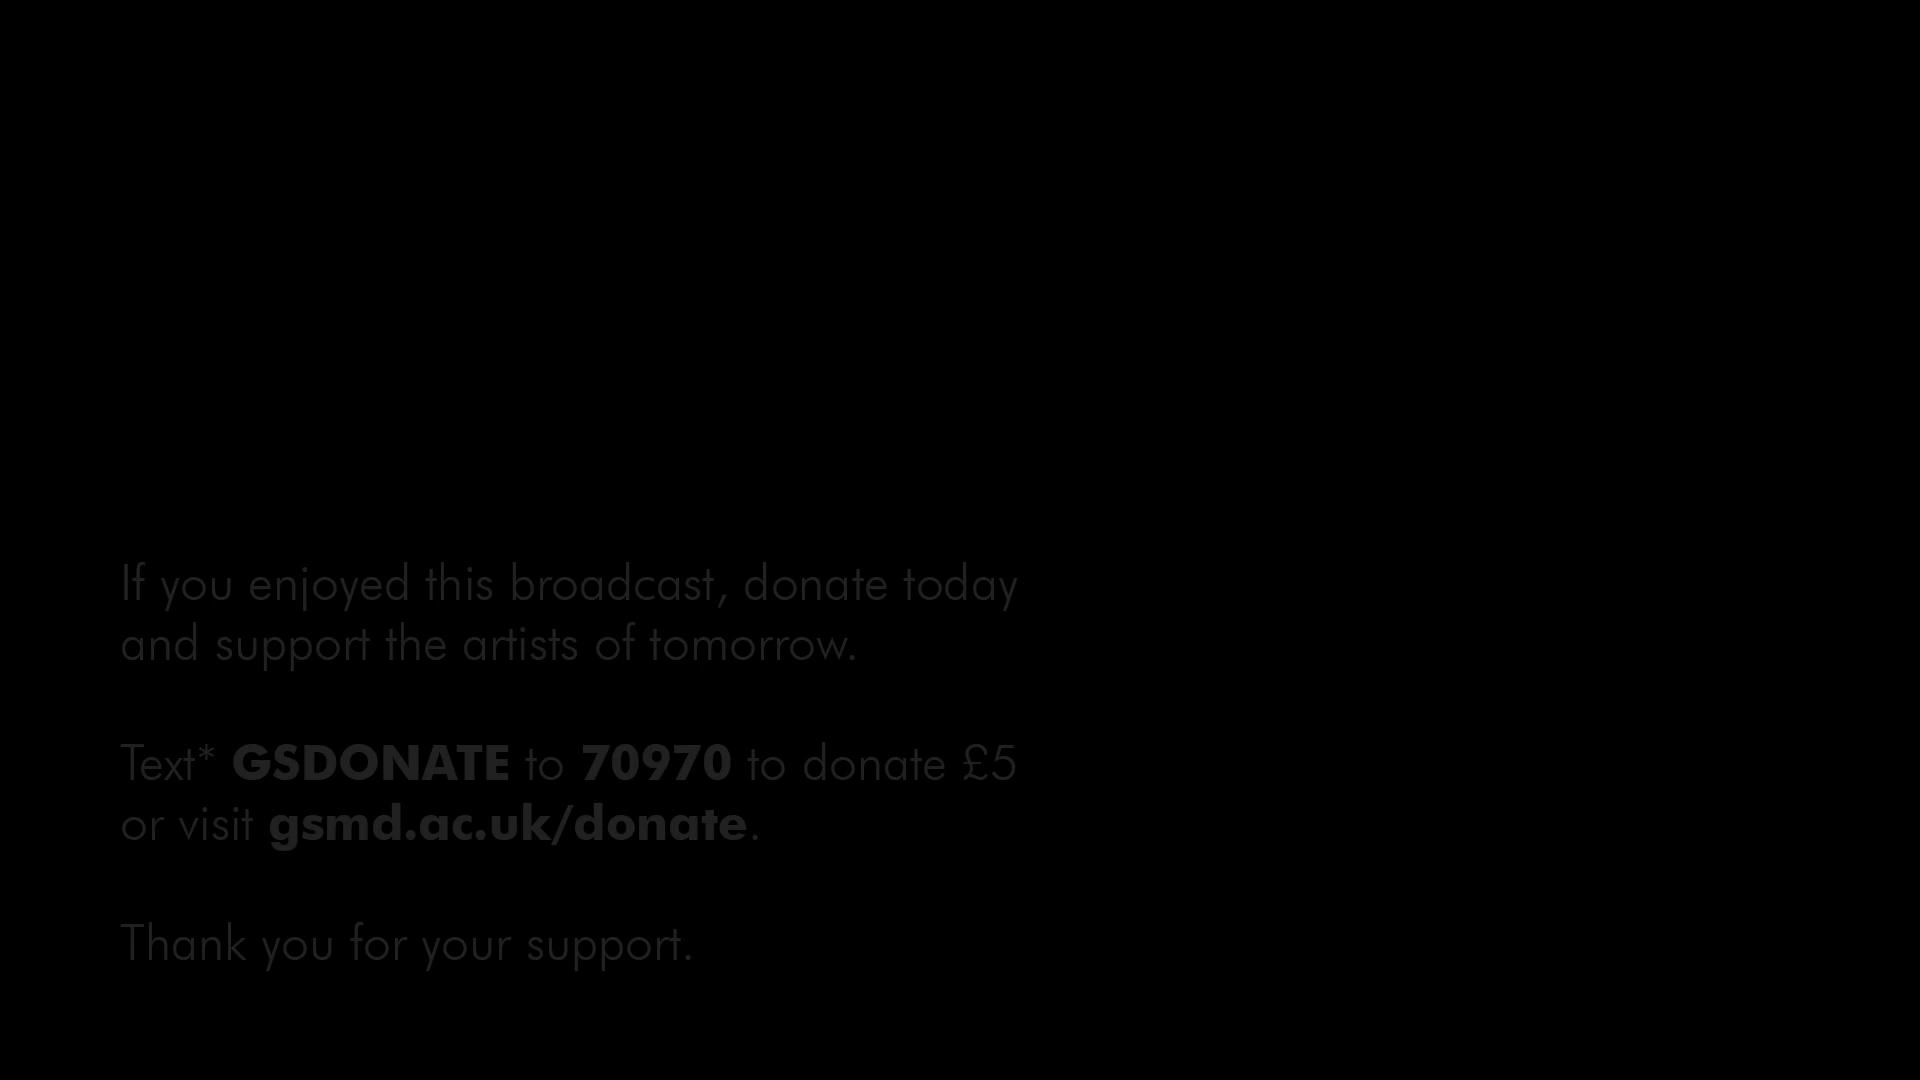 If you enjoyed this broadcast, donate today
and support the artists of tomorrow.
Text* GSDONATE to 70970 to donate £5
or visit gsmd.ac.uk/donate.
Thank you for your support.